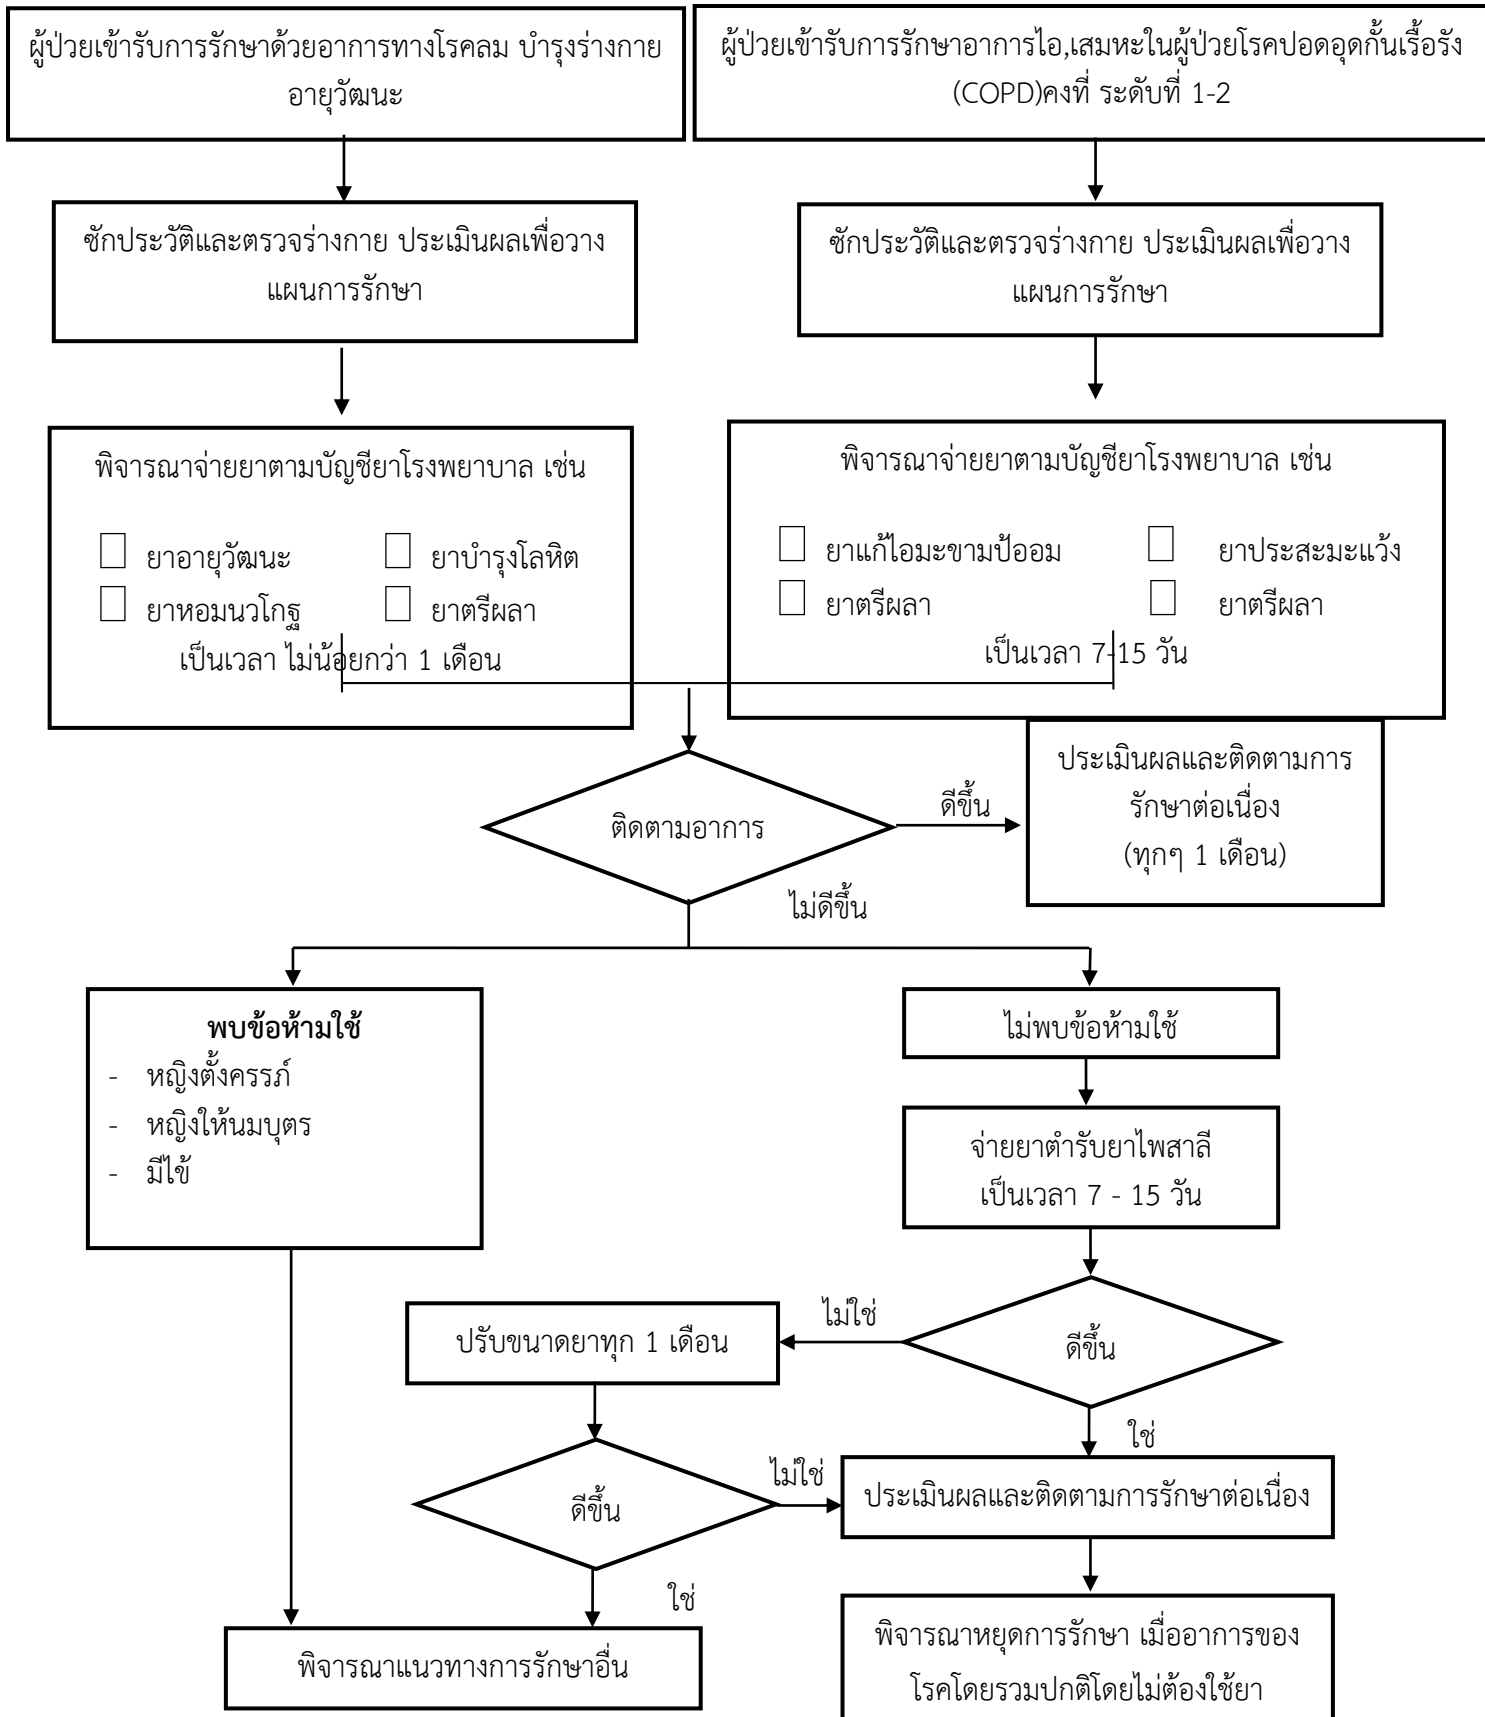 ผู้ป่วยเข้ารับการรักษาด้วยอาการทางโรคลม บำรุงร่างกาย
อายุวัฒนะ
ผู้ป่วยเข้ารับการรักษาอาการไอ,เสมหะในผู้ป่วยโรคปอดอุดกั้นเรื้อรัง
(COPD)คงที่ ระดับที่ 1-2
ซักประวัติและตรวจร่างกาย ประเมินผลเพื่อวาง
แผนการรักษา
ซักประวัติและตรวจร่างกาย ประเมินผลเพื่อวาง
แผนการรักษา
พิจารณาจ่ายยาตามบัญชียาโรงพยาบาล เช่น
ยาอายุวัฒนะ ยาบำรุงโลหิต
ยาหอมนวโกฐ ยาตรีผลา
เป็นเวลา ไม่น้อยกว่า 1 เดือน
พิจารณาจ่ายยาตามบัญชียาโรงพยาบาล เช่น
ยาแก้ไอมะขามป้ออม ยาประสะมะแว้ง
ยาตรีผลา ยาตรีผลา
เป็นเวลา 7-15 วัน
ติดตามอาการ
ดีขึ้น
ประเมินผลและติดตามการ
รักษาต่อเนื่อง
(ทุกๆ 1 เดือน)
ไม่ดีขึ้น
พบข้อห้ามใช้
- หญิงตั้งครรภ์
- หญิงให้นมบุตร
- มีไข้
ไม่พบข้อห้ามใช้
จ่ายยาตำรับยาไพสาลี
เป็นเวลา 7 - 15 วัน
ดีขึ้น
ไม่ใช่
ปรับขนาดยาทุก 1 เดือน
ใช่
ดีขึ้น
ไม่ใช่
ประเมินผลและติดตามการรักษาต่อเนื่อง
ใช่
พิจารณาแนวทางการรักษาอื่น
พิจารณาหยุดการรักษา เมื่ออาการของ
โรคโดยรวมปกติโดยไม่ต้องใช้ยา